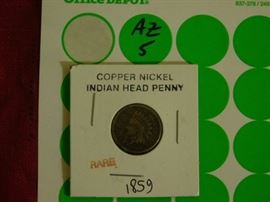 Office DEPOT
AZ
5
COPPER NICKEL
INDIAN HEAD PENNY
RARE
1859